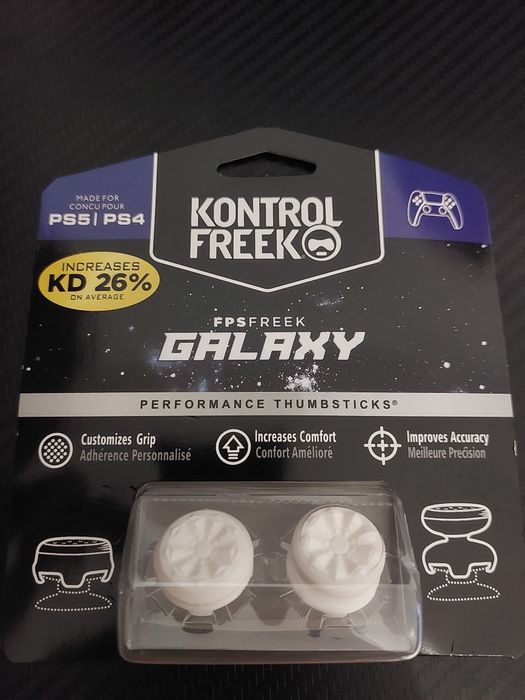 MADE FOR
CONCU POUR
PS5 | PS4
KONTROL
FREEK®
INCREASES
KD 26%
ON AVERAGE
FPSFREEK
GALAXY
PERFORMANCE THUMBSTICKS®
Customizes Grip
Adhérence Personnalisé
Increases Comfort
Confort Amélioré
Improves Accuracy
Meilleure Precision